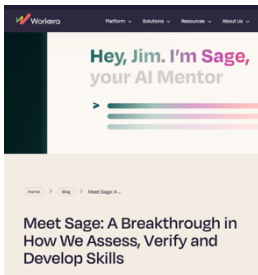 Workera
Platform Solutions Resources About Us
Hey, Jim. I'm Sage,
your AI Mentor
>
Home > Blog > Meet Sage: A ...
Meet Sage: A Breakthrough in
How We Assess, Verify and
Develop Skills